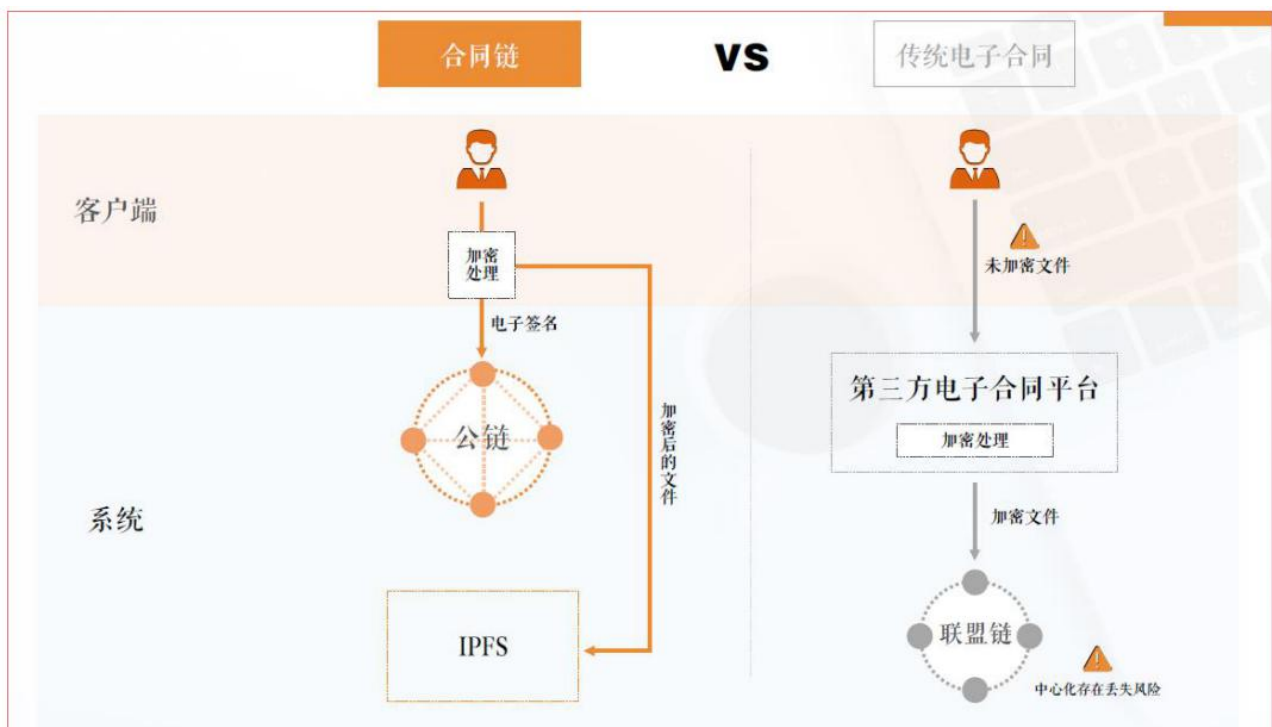 合同链
VS
传统电子合同
客户端
加密
处理
未加密文件
电子签名
公链
加密后的文件
第三方电子合同平台
加密处理
系统
加密文件
IPFS
联盟链
中心化存在丢失风险